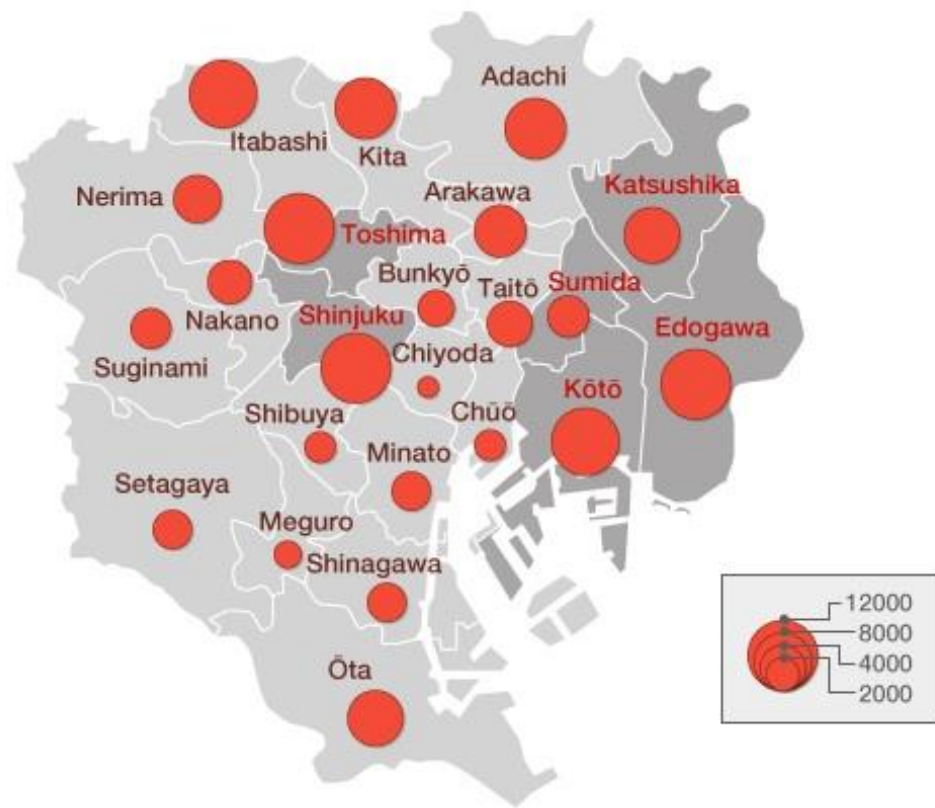 Adachi
Itabashi
Kita
Nerima
Arakawa
Katsushika
Toshima
Bunkyō
Taitō
Sumida
Nakano
Shinjuku
Suginami
Chiyoda
Edogawa
Shibuya
Chūō
Kōtō
Minato
Setagaya
Meguro
Shinagawa
Ōta
12000
8000
4000
2000